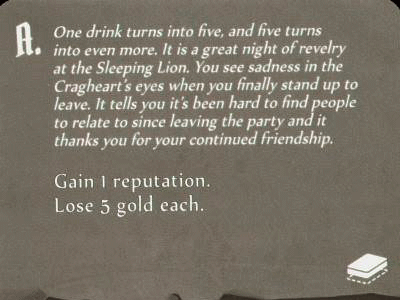 A. One drink turns into five, and five turns
into even more. It is a great night of revelry
at the Sleeping Lion. You see sadness in the
Cragheart's eyes when you finally stand up to
leave. It tells you it's been hard to find people
to relate to since leaving the party and it
thanks you for your continued friendship.
Gain 1 reputation.
Lose 5 gold each.